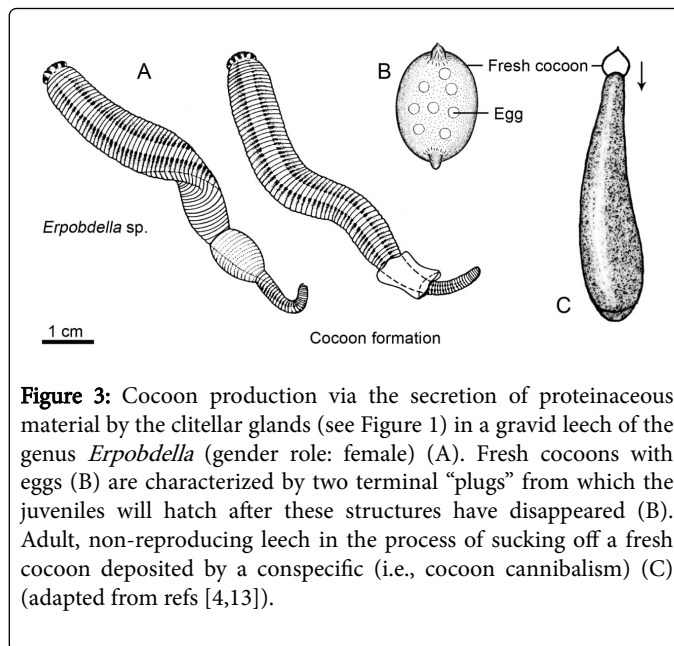 A
B
Fresh cocoon
Egg
Erpobdella sp.
C
1 cm
Cocoon formation
Figure 3: Cocoon production via the secretion of proteinaceous
material by the clitellar glands (see Figure 1) in a gravid leech of the
genus Erpobdella (gender role: female) (A). Fresh cocoons with
eggs (B) are characterized by two terminal “plugs” from which the
juveniles will hatch after these structures have disappeared (B).
Adult, non-reproducing leech in the process of sucking off a fresh
cocoon deposited by a conspecific (i.e., cocoon cannibalism) (C)
(adapted from refs [4,13]).